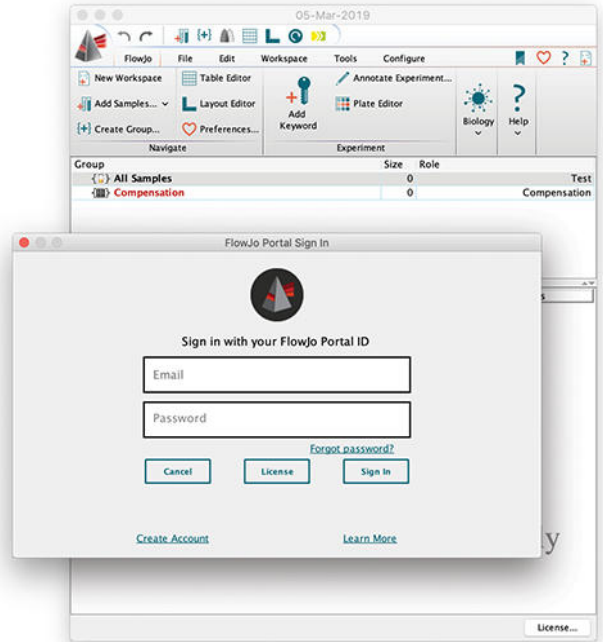 05-Mar-2019
FlowJo File Edit Workspace Tools Configure
New Workspace Table Editor Annotate Experiment...
Add Samples... Layout Editor Add Keyword Plate Editor Biology Help
{+} Create Group... Preferences...
Navigate Experiment
Group Size Role
All Samples 0 Test
Compensation 0 Compensation
FlowJo Portal Sign In
Sign in with your FlowJo Portal ID
Email
Password
Forgot password?
Cancel License Sign In
Create Account Learn More
License...